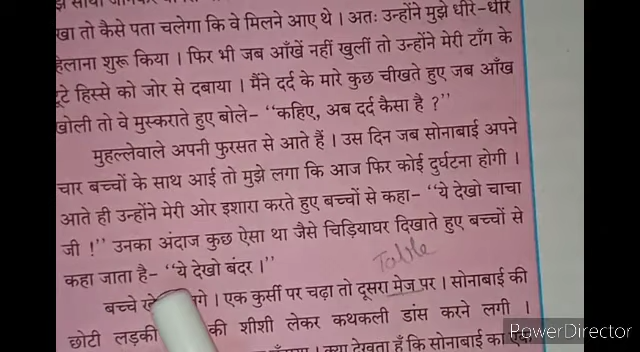 खा तो कैसे पता चलेगा कि वे मिलने आए थे । अतः उन्होंने मुझे धीरे-धीरे
हिलाना शुरू किया । फिर भी जब आँखें नहीं खुलीं तो उन्होंने मेरी टाँग के
टूटे हिस्से को जोर से दबाया । मैंने दर्द के मारे कुछ चीखते हुए जब आँख
खोली तो वे मुस्कराते हुए बोले- ‘‘कहिए, अब दर्द कैसा है ?’’
मुहल्लेवाले अपनी फुरसत से आते हैं । उस दिन जब सोनाबाई अपने
चार बच्चों के साथ आई तो मुझे लगा कि आज फिर कोई दुर्घटना होगी ।
आते ही उन्होंने मेरी ओर इशारा करते हुए बच्चों से कहा- ‘‘ये देखो चाचा
जी !’’ उनका अंदाज कुछ ऐसा था जैसे चिड़ियाघर दिखाते हुए बच्चों से
कहा जाता है- ‘‘ये देखो बंदर ।’’
Table
बच्चे लगे । एक कुर्सी पर चढ़ा तो दूसरा मेज पर । सोनाबाई की
छोटी लड़की की शीशी लेकर कथकली डांस करने लगी ।
क्या देखता हूँ कि सोनाबाई का
PowerDirector